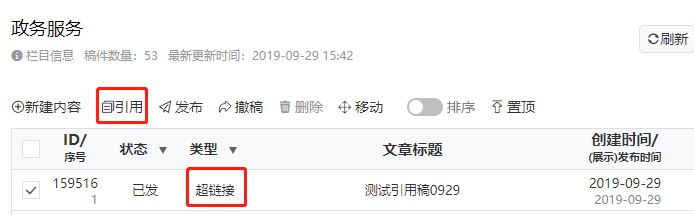 政务服务
刷新
栏目信息 稿件数量：53 最近更新时间：2019-09-29 15:42
新建内容 引用 发布 撤稿 删除 移动 排序 置顶
ID/序号 状态 类型 文章标题 创建时间/(展示)发布时间
159516 已发 超链接 测试引用稿0929 2019-09-29
1 2019-09-29